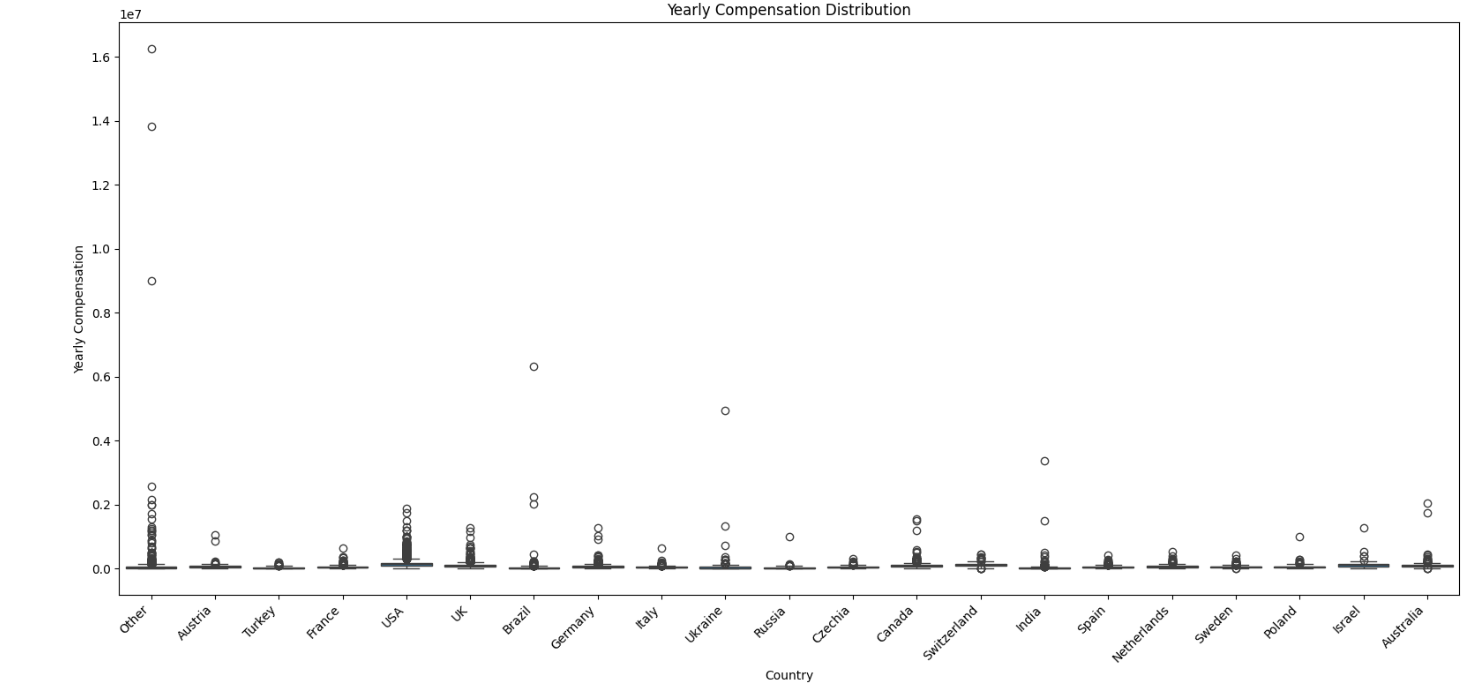 Yearly Compensation Distribution
1e7
1.6
1.4
1.2
1.0
0.8
0.6
0.4
0.2
0.0
Yearly Compensation
Other
Austria
Turkey
France
USA
UK
Brazil
Germany
Italy
Ukraine
Russia
Czechia
Canada
Switzerland
India
Spain
Netherlands
Sweden
Poland
Israel
Australia
Country